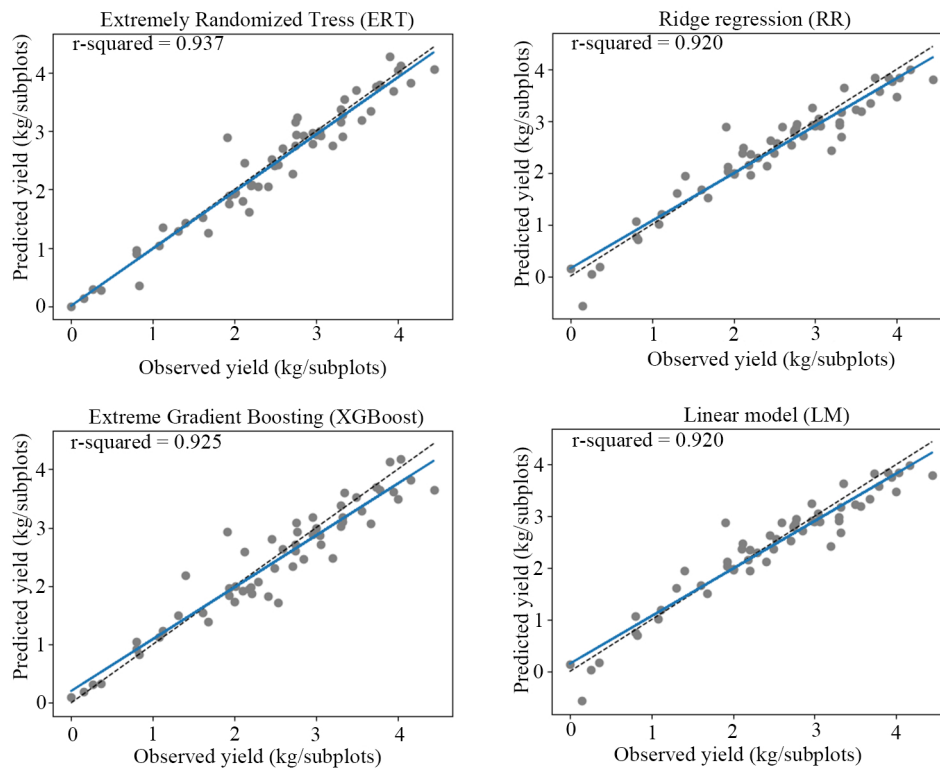 Extremely Randomized Tress (ERT)
r-squared = 0.937
Predicted yield (kg/subplots)
4
3
2
1
0
0 1 2 3 4
Observed yield (kg/subplots)
Ridge regression (RR)
r-squared = 0.920
Predicted yield (kg/subplots)
4
3
2
1
0
0 1 2 3 4
Observed yield (kg/subplots)
Extreme Gradient Boosting (XGBoost)
r-squared = 0.925
Predicted yield (kg/subplots)
4
3
2
1
0
0 1 2 3 4
Observed yield (kg/subplots)
Linear model (LM)
r-squared = 0.920
Predicted yield (kg/subplots)
4
3
2
1
0
0 1 2 3 4
Observed yield (kg/subplots)